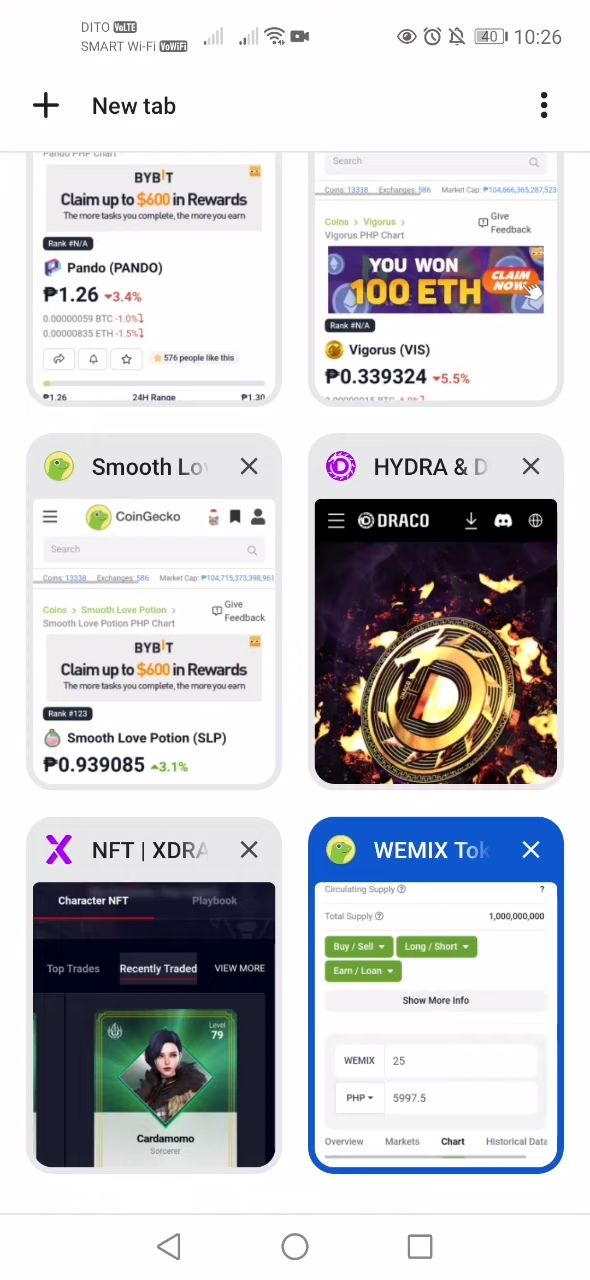 DITO VoLTE
SMART Wi-Fi VoWiFi
40 10:26
New tab
Pando PHP Chart
BYBIT
Claim up to $600 in Rewards
The more tasks you complete, the more you earn
Rank #N/A
Pando (PANDO)
₱1.26 3.4%
0.00000059 BTC -1.0%
0.00000835 ETH -1.5%
576 people like this
₱1.26 24H Range ₱1.30
Search
Coins: 13338 Exchanges: 586 Market Cap: ₱104,666,365,287,523
Coins > Vigorus >
Vigorus PHP Chart
Give
Feedback
YOU WON
100 ETH
CLAIM
NOW
Rank #N/A
Vigorus (VIS)
₱0.339324 5.5%
Smooth Lo
CoinGecko
Search
Coins: 13338 Exchanges: 586 Market Cap: ₱104,715,373,398,961
Coins > Smooth Love Potion >
Smooth Love Potion PHP Chart
Give
Feedback
BYBIT
Claim up to $600 in Rewards
The more tasks you complete, the more you earn
Rank #123
Smooth Love Potion (SLP)
₱0.939085 3.1%
HYDRA & D
DRACO
NFT | XDRA
Character NFT Playbook
Top Trades Recently Traded VIEW MORE
Level
79
Cardamomo
Sorcerer
WEMIX Tok
Circulating Supply ?
Total Supply 1,000,000,000
Buy / Sell Long / Short
Earn / Loan
Show More Info
WEMIX 25
PHP 5997.5
Overview Markets Chart Historical Data